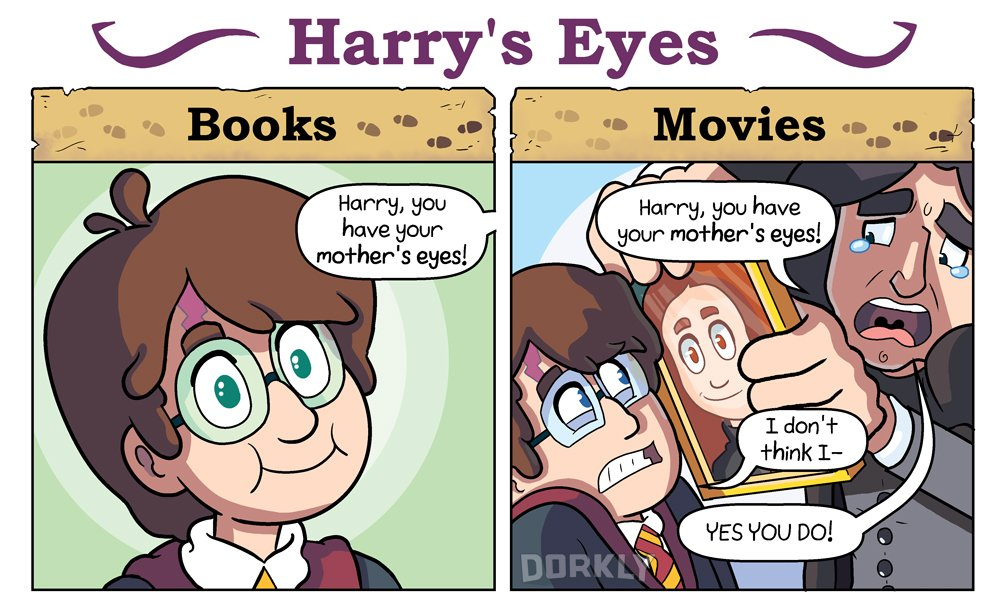 Harry's Eyes
Books
Harry, you
have your
mother's eyes!
Movies
Harry, you have
your mother's eyes!
I don't
think I-
YES YOU DO!
DORKLY